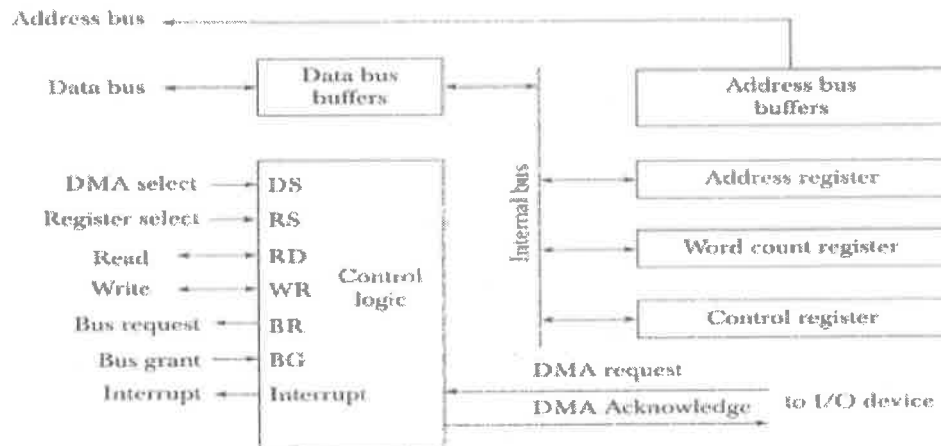 Address bus
Data bus
Data bus
buffers
Address bus
buffers
Internal bus
DMA select
DS
Address register
Register select
RS
Read
RD
Word count register
Write
WR
Control
logic
Bus request
BR
Control register
Bus grant
BG
DMA request
Interrupt
Interrupt
DMA Acknowledge
to I/O device